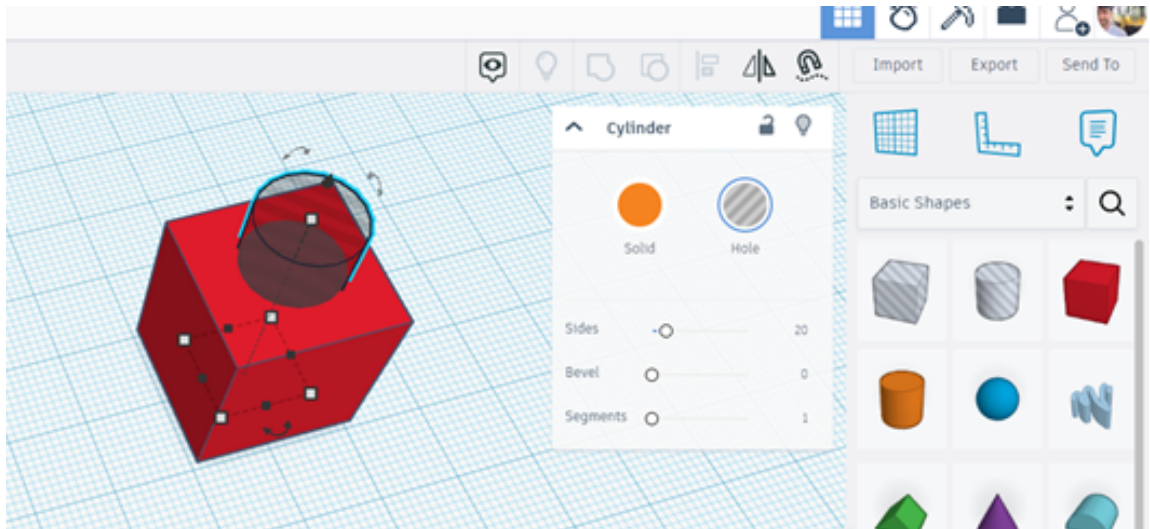 Import Export Send To
Cylinder
Basic Shapes
Solid Hole
Sides 20
Bevel 0
Segments 1